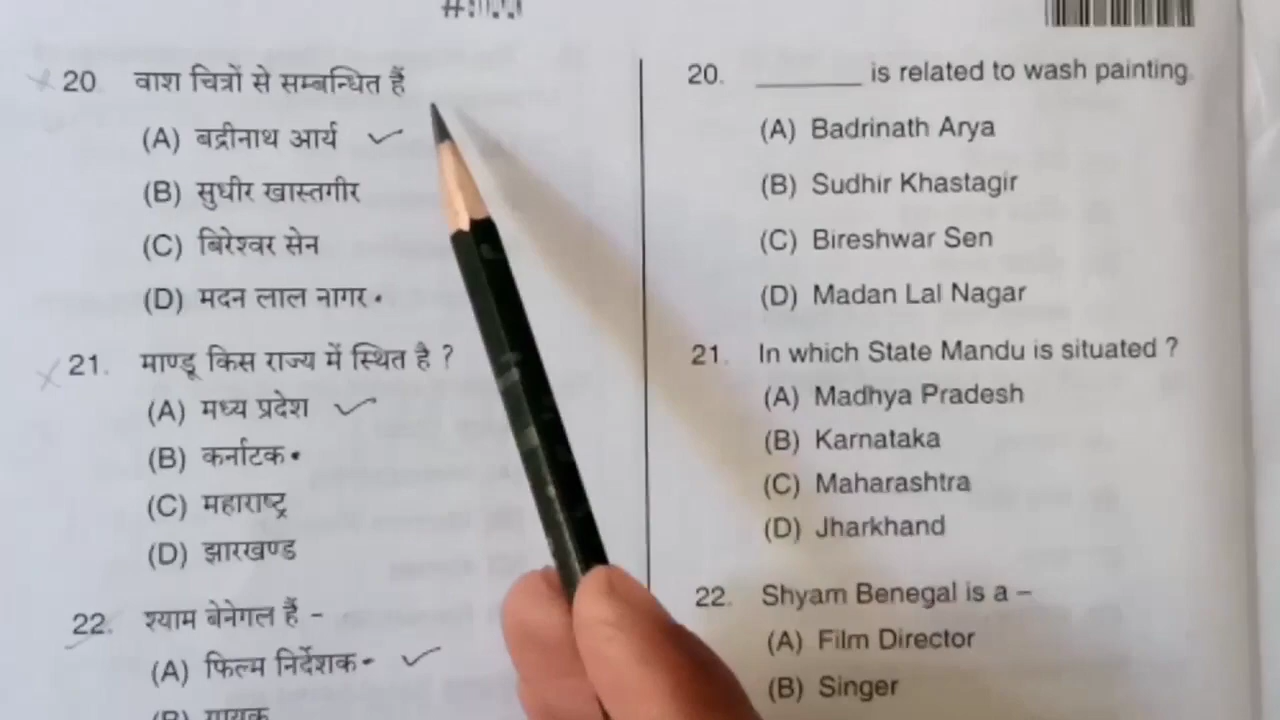 20. वाश चित्रों से सम्बन्धित हैं
(A) बद्रीनाथ आर्य
(B) सुधीर खास्तगीर
(C) बिरेश्वर सेन
(D) मदन लाल नागर
21. माण्डू किस राज्य में स्थित है ?
(A) मध्य प्रदेश
(B) कर्नाटक
(C) महाराष्ट्र
(D) झारखण्ड
22. श्याम बेनेगल हैं –
(A) फिल्म निर्देशक
(B) गायक
20. ________ is related to wash painting.
(A) Badrinath Arya
(B) Sudhir Khastagir
(C) Bireshwar Sen
(D) Madan Lal Nagar
21. In which State Mandu is situated ?
(A) Madhya Pradesh
(B) Karnataka
(C) Maharashtra
(D) Jharkhand
22. Shyam Benegal is a –
(A) Film Director
(B) Singer